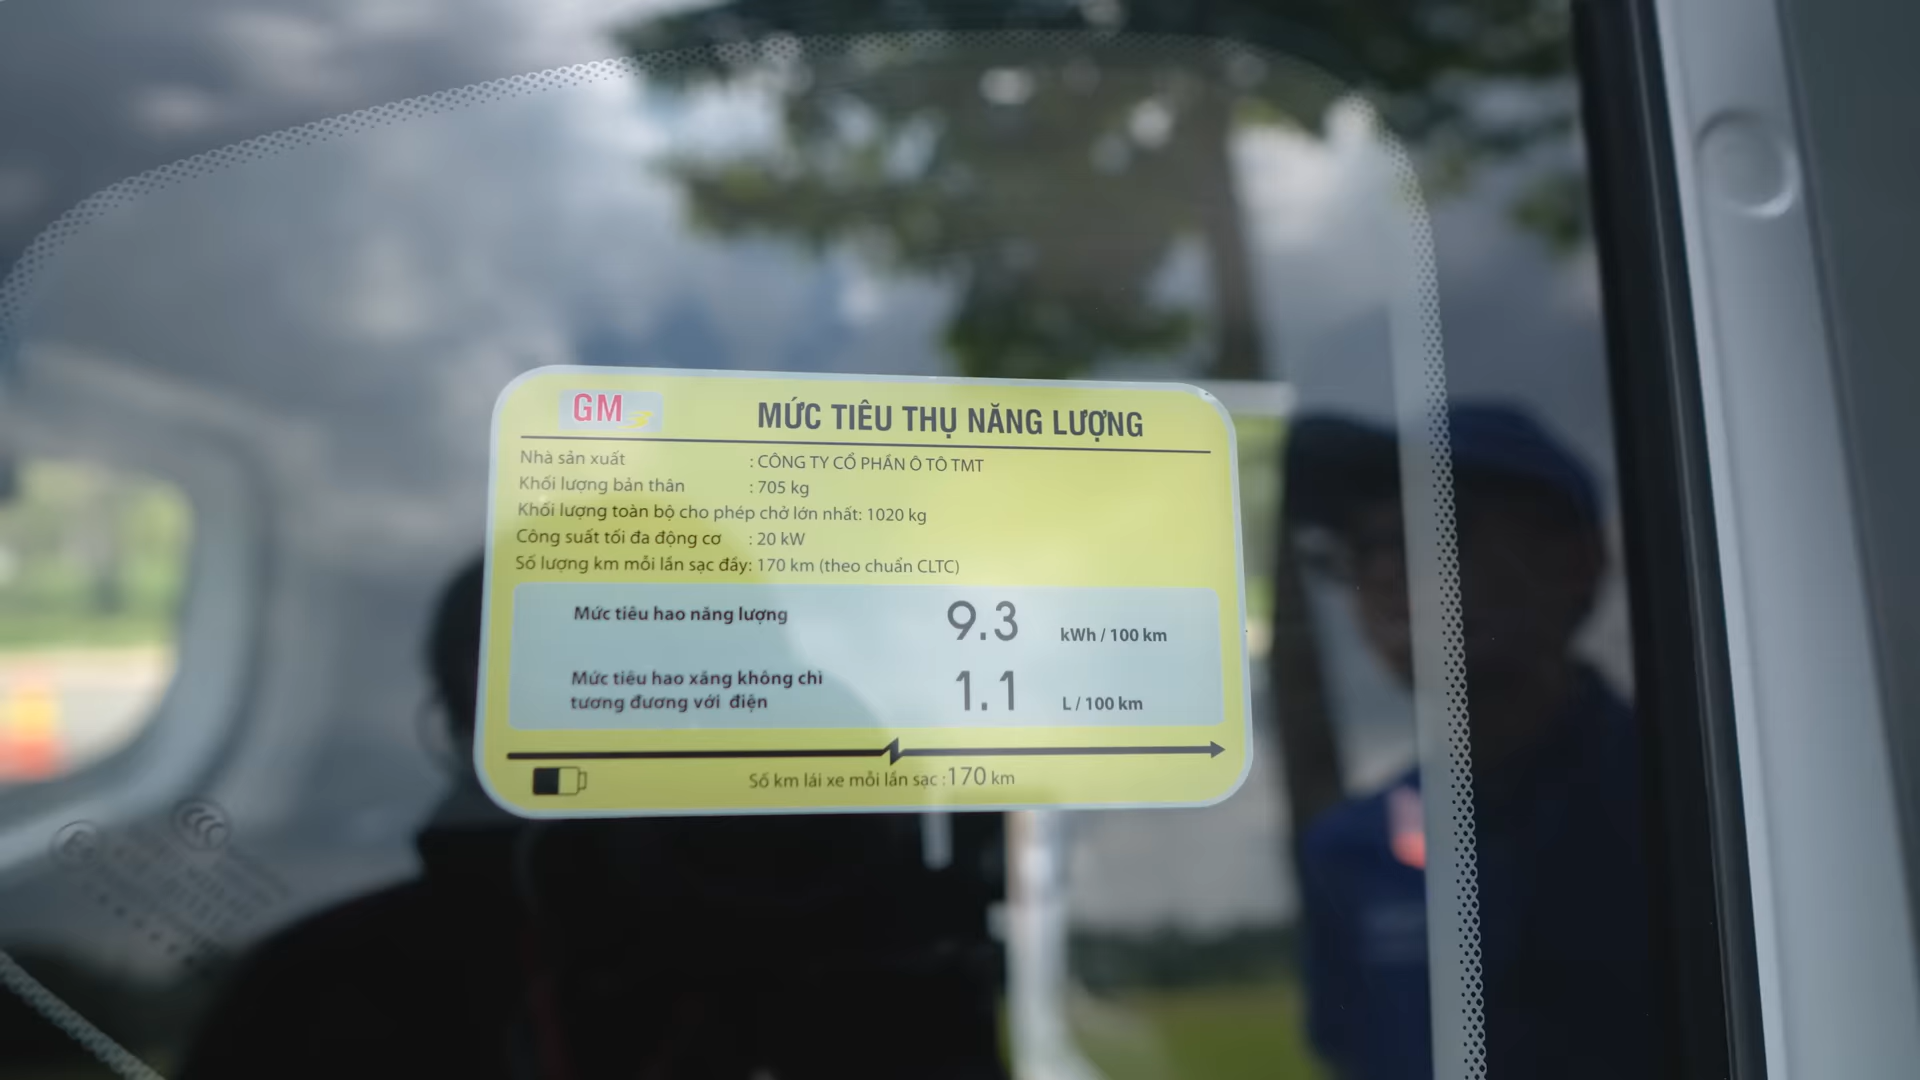 GM
MỨC TIÊU THỤ NĂNG LƯỢNG
Nhà sản xuất : CÔNG TY CỔ PHẦN Ô TÔ TMT
Khối lượng bản thân : 705 kg
Khối lượng toàn bộ cho phép chở lớn nhất: 1020 kg
Công suất tối đa động cơ : 20 kW
Số lượng km mỗi lần sạc đầy: 170 km (theo chuẩn CLTC)
Mức tiêu hao năng lượng 9.3 kWh / 100 km
Mức tiêu hao xăng không chì
tương đương với điện 1.1 L / 100 km
Số km lái xe mỗi lần sạc :170 km